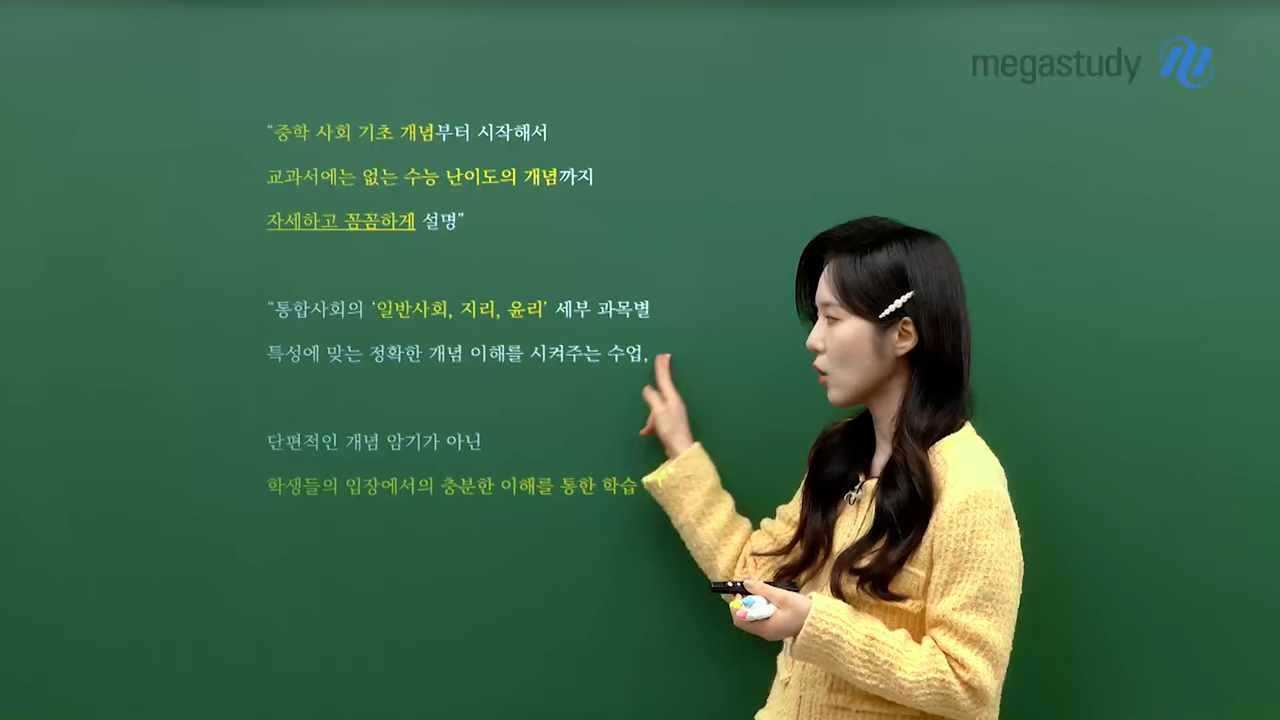 megastudy
“중학 사회 기초 개념부터 시작해서
교과서에는 없는 수능 난이도의 개념까지
자세하고 꼼꼼하게 설명”
“통합사회의 ‘일반사회, 지리, 윤리’ 세부 과목별
특성에 맞는 정확한 개념 이해를 시켜주는 수업,
단편적인 개념 암기가 아닌
학생들의 입장에서의 충분한 이해를 통한 학습